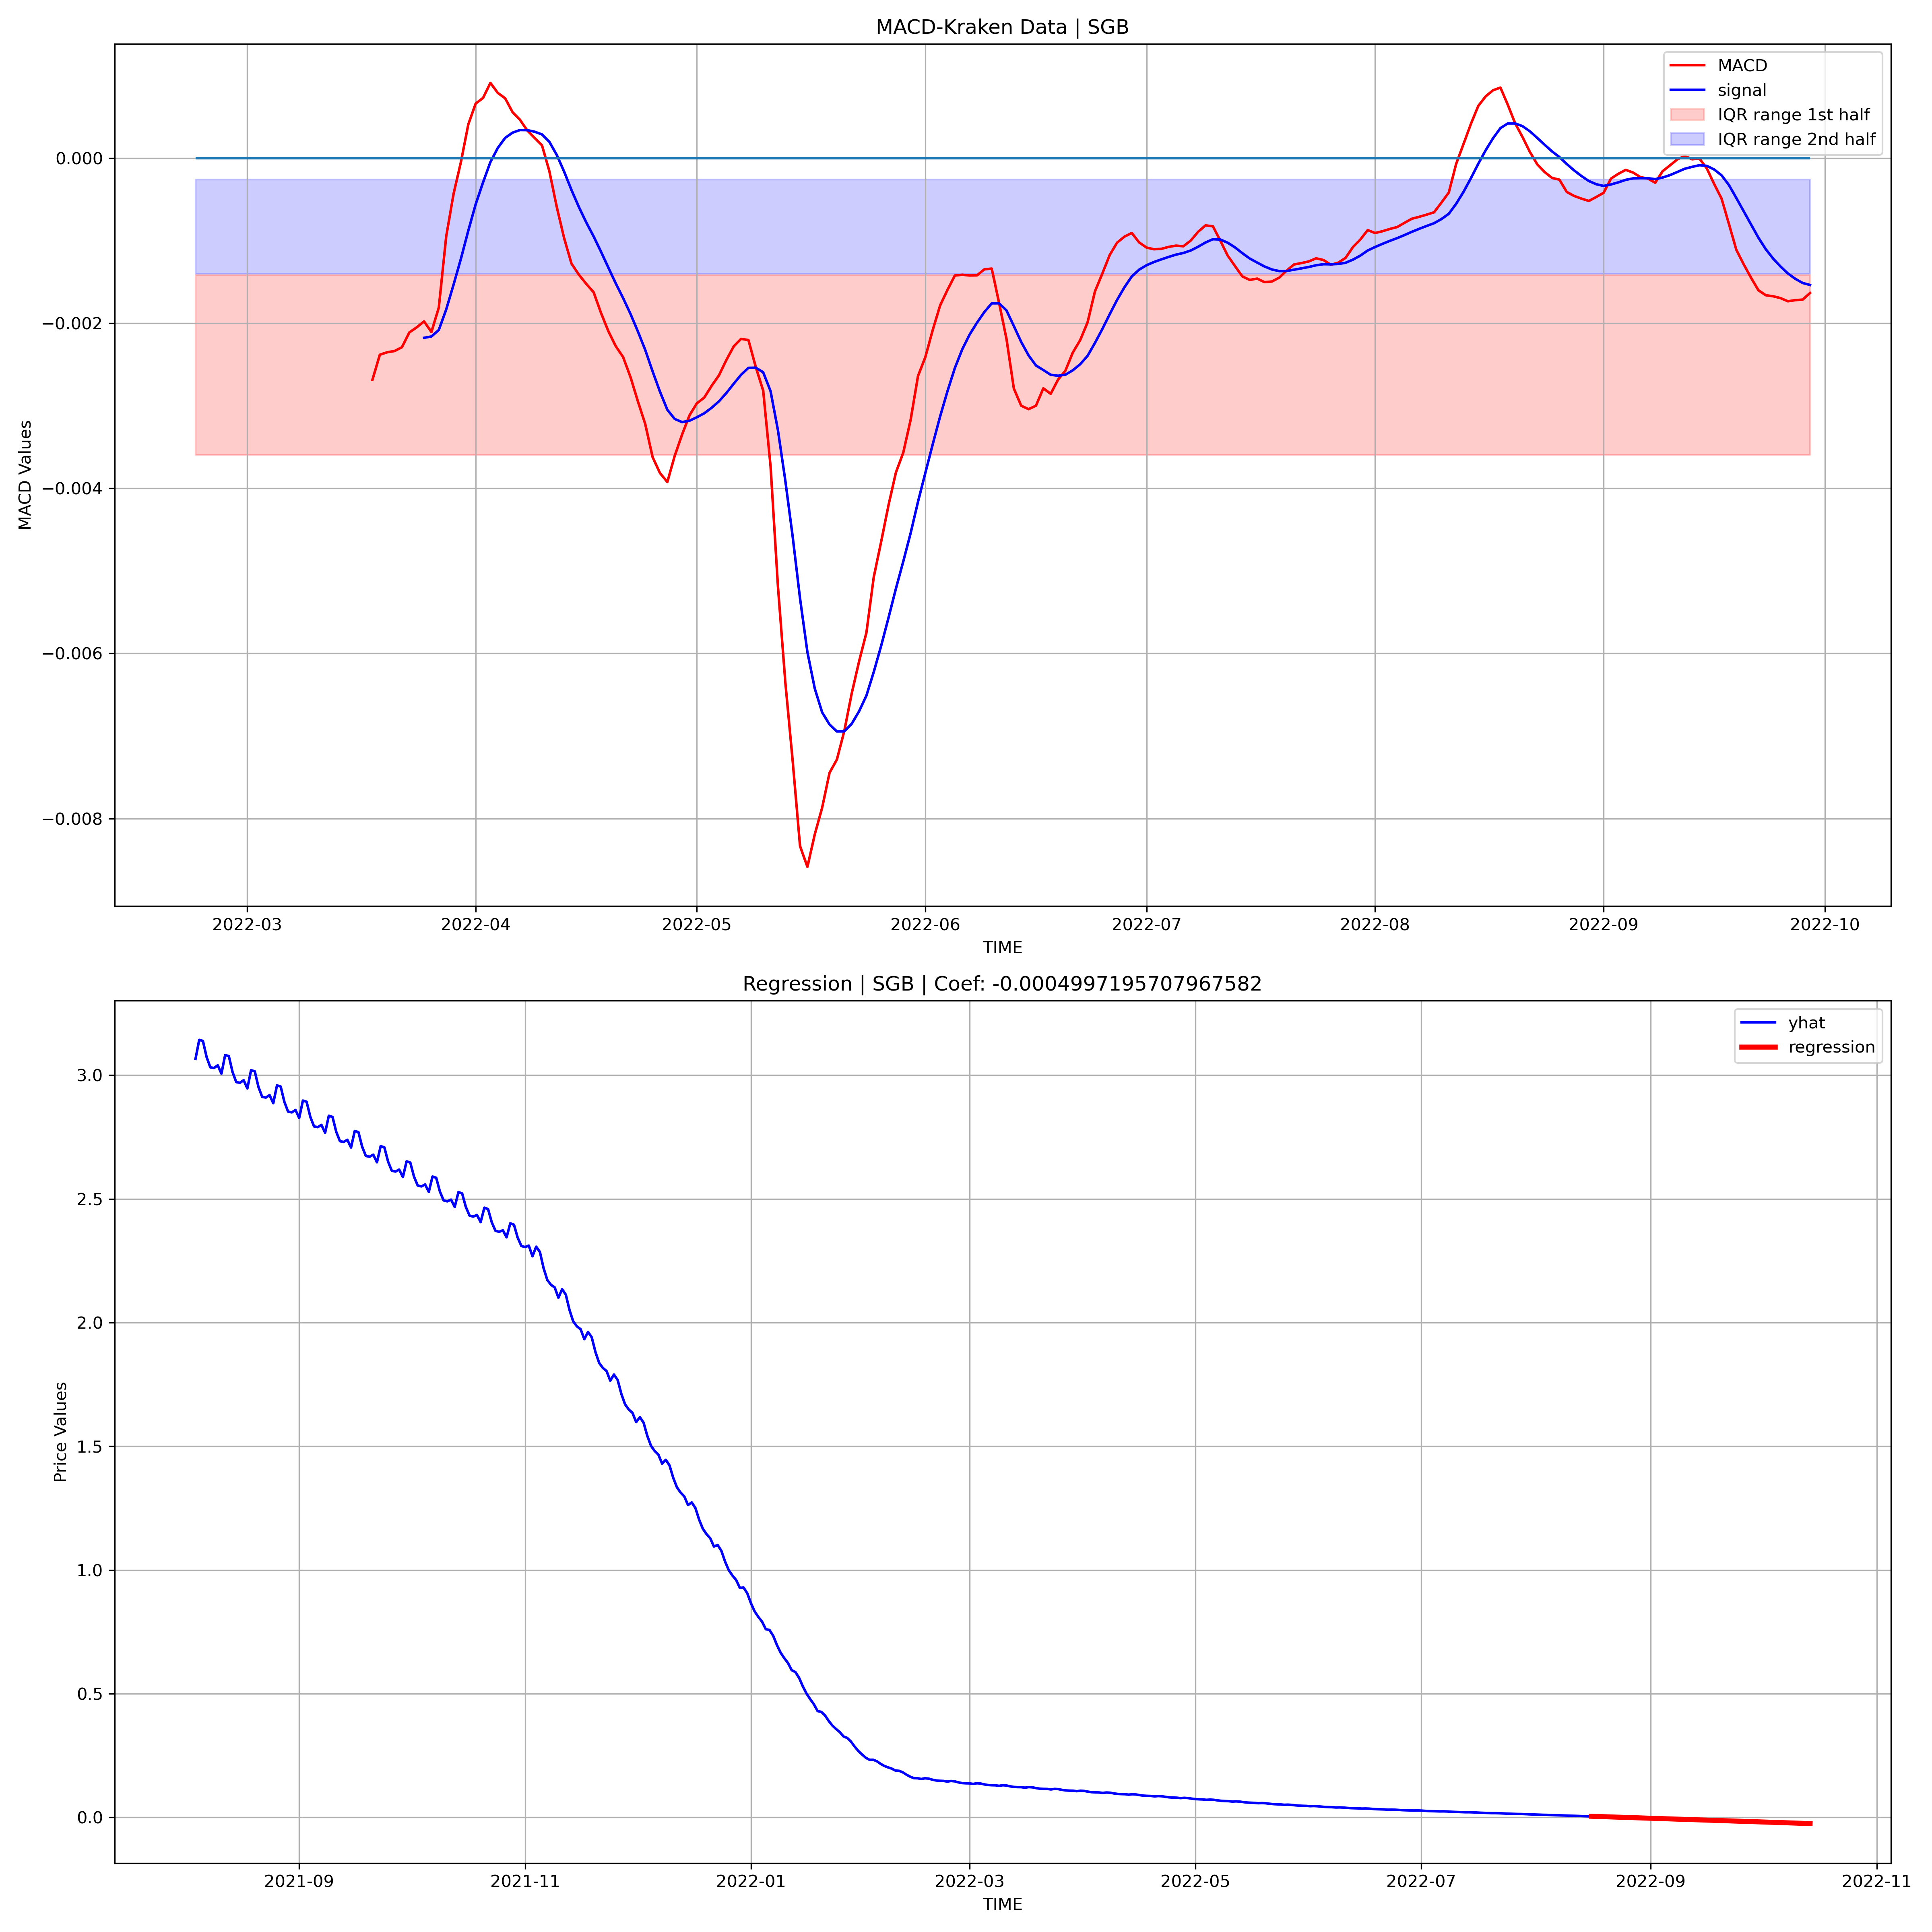 MACD-Kraken Data | SGB
MACD
signal
IQR range 1st half
IQR range 2nd half
0.000
−0.002
−0.004
−0.006
−0.008
MACD Values
2022-03 2022-04 2022-05 2022-06 2022-07 2022-08 2022-09 2022-10
TIME
Regression | SGB | Coef: -0.0004997195707967582
yhat
regression
3.0
2.5
2.0
1.5
1.0
0.5
0.0
Price Values
2021-09 2021-11 2022-01 2022-03 2022-05 2022-07 2022-09 2022-11
TIME